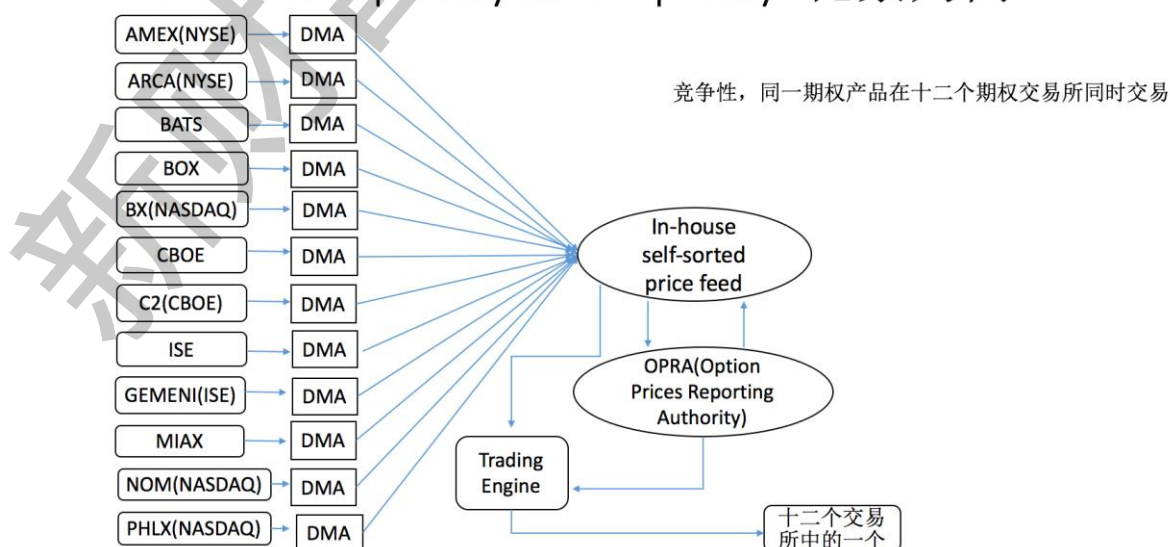 AMEX(NYSE)
DMA
ARCA(NYSE)
DMA
竞争性，同一期权产品在十二个期权交易所同时交易
BATS
DMA
BOX
DMA
BX(NASDAQ)
DMA
In-house
self-sorted
price feed
CBOE
DMA
C2(CBOE)
DMA
ISE
DMA
OPRA(Option
Prices Reporting
Authority)
GEMENI(ISE)
DMA
MIAX
DMA
Trading
Engine
NOM(NASDAQ)
DMA
十二个交易
所中的一个
PHLX(NASDAQ)
DMA
新财